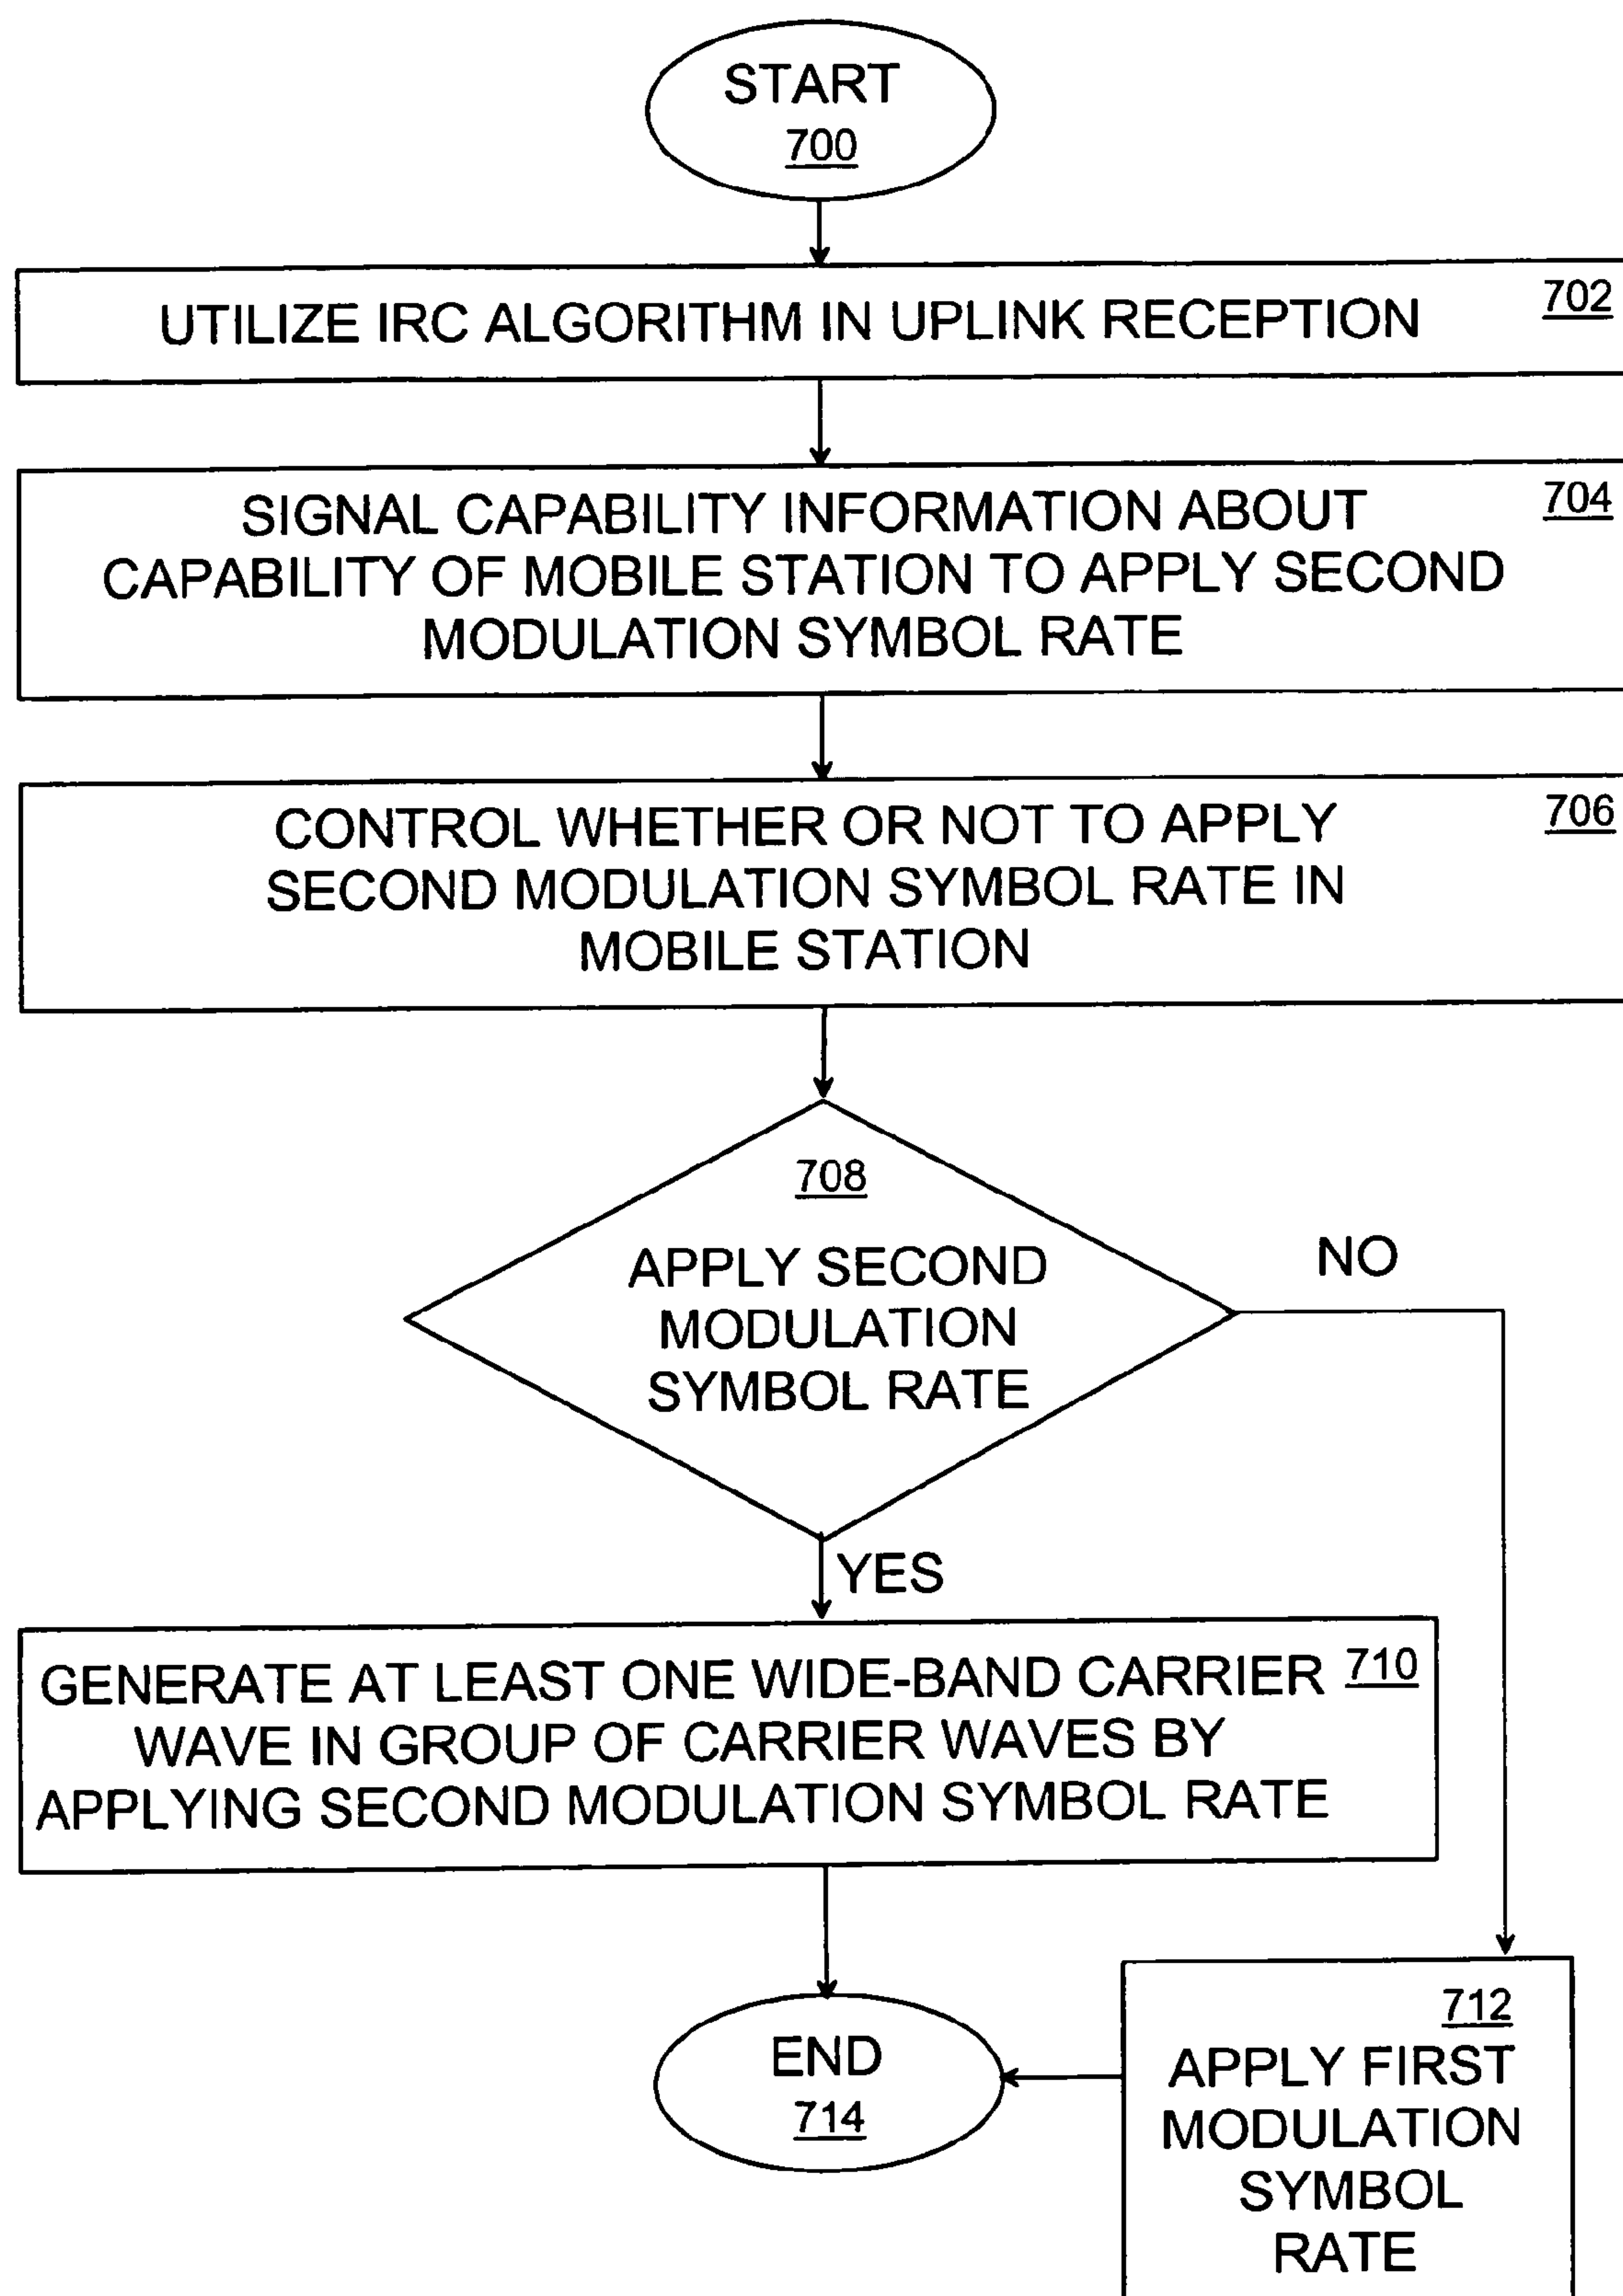 START
700
UTILIZE IRC ALGORITHM IN UPLINK RECEPTION
702
SIGNAL CAPABILITY INFORMATION ABOUT
CAPABILITY OF MOBILE STATION TO APPLY SECOND
MODULATION SYMBOL RATE
704
CONTROL WHETHER OR NOT TO APPLY
SECOND MODULATION SYMBOL RATE IN
MOBILE STATION
706
708
APPLY SECOND
MODULATION
SYMBOL RATE
NO
YES
GENERATE AT LEAST ONE WIDE-BAND CARRIER
WAVE IN GROUP OF CARRIER WAVES BY
APPLYING SECOND MODULATION SYMBOL RATE
710
712
APPLY FIRST
MODULATION
SYMBOL
RATE
END
714